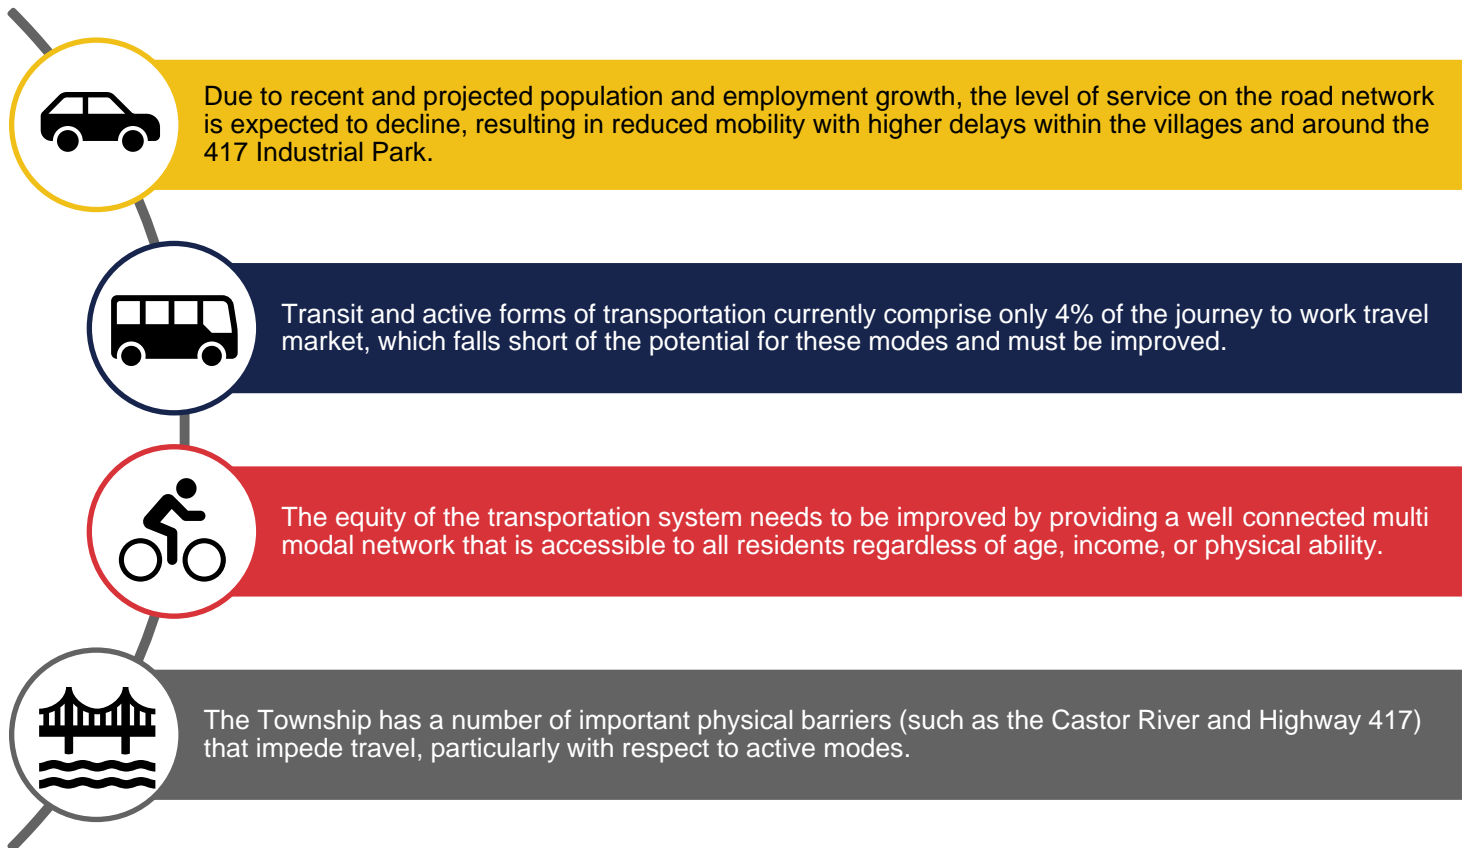 Due to recent and projected population and employment growth, the level of service on the road network
is expected to decline, resulting in reduced mobility with higher delays within the villages and around the
417 Industrial Park.
Transit and active forms of transportation currently comprise only 4% of the journey to work travel
market, which falls short of the potential for these modes and must be improved.
The equity of the transportation system needs to be improved by providing a well connected multi
modal network that is accessible to all residents regardless of age, income, or physical ability.
The Township has a number of important physical barriers (such as the Castor River and Highway 417)
that impede travel, particularly with respect to active modes.